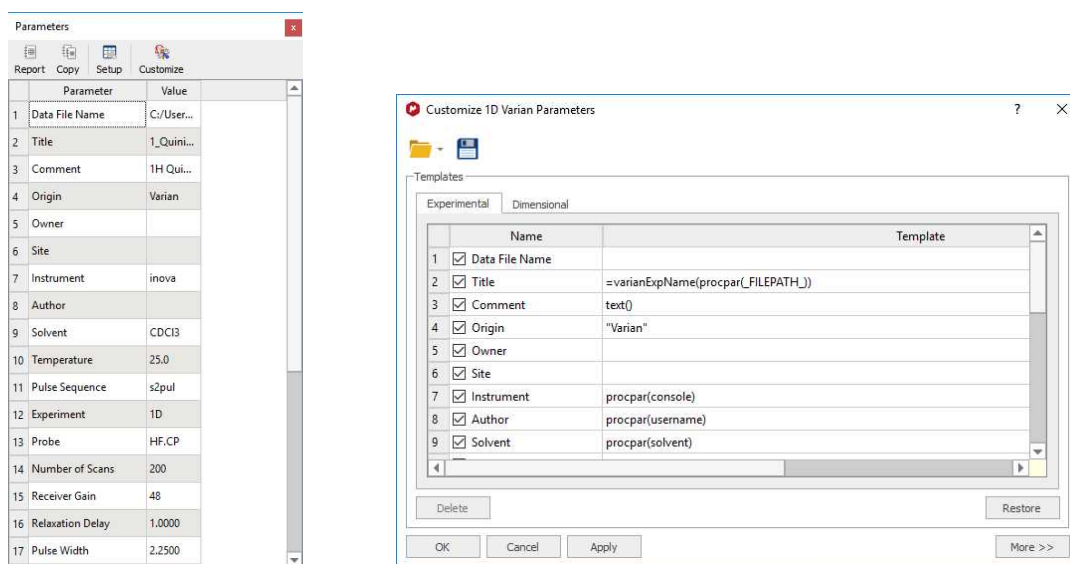 Parameters
x
Report Copy Setup Customize
Parameter Value
1 Data File Name C:/User...
2 Title 1_Quini...
3 Comment 1H Qui...
4 Origin Varian
5 Owner
6 Site
7 Instrument inova
8 Author
9 Solvent CDCl3
10 Temperature 25.0
11 Pulse Sequence s2pul
12 Experiment 1D
13 Probe HF.CP
14 Number of Scans 200
15 Receiver Gain 48
16 Relaxation Delay 1.0000
17 Pulse Width 2.2500
Customize 1D Varian Parameters ? X
Templates
Experimental Dimensional
Name Template
1 Data File Name
2 Title =varianExpName(procpar(_FILEPATH_))
3 Comment text()
4 Origin "Varian"
5 Owner
6 Site
7 Instrument procpar(console)
8 Author procpar(username)
9 Solvent procpar(solvent)
Delete Restore
OK Cancel Apply More >>